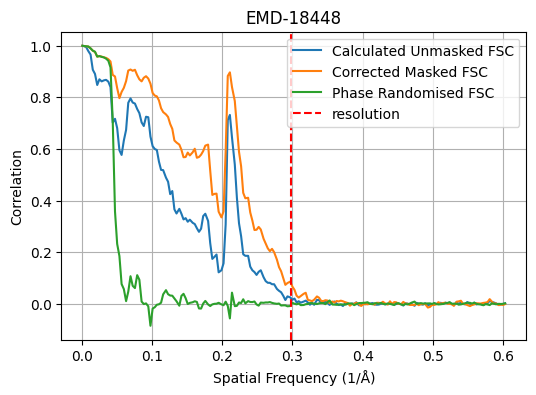 EMD-18448
Calculated Unmasked FSC
Corrected Masked FSC
Phase Randomised FSC
resolution
Correlation
1.0
0.8
0.6
0.4
0.2
0.0
0.0 0.1 0.2 0.3 0.4 0.5 0.6
Spatial Frequency (1/Å)